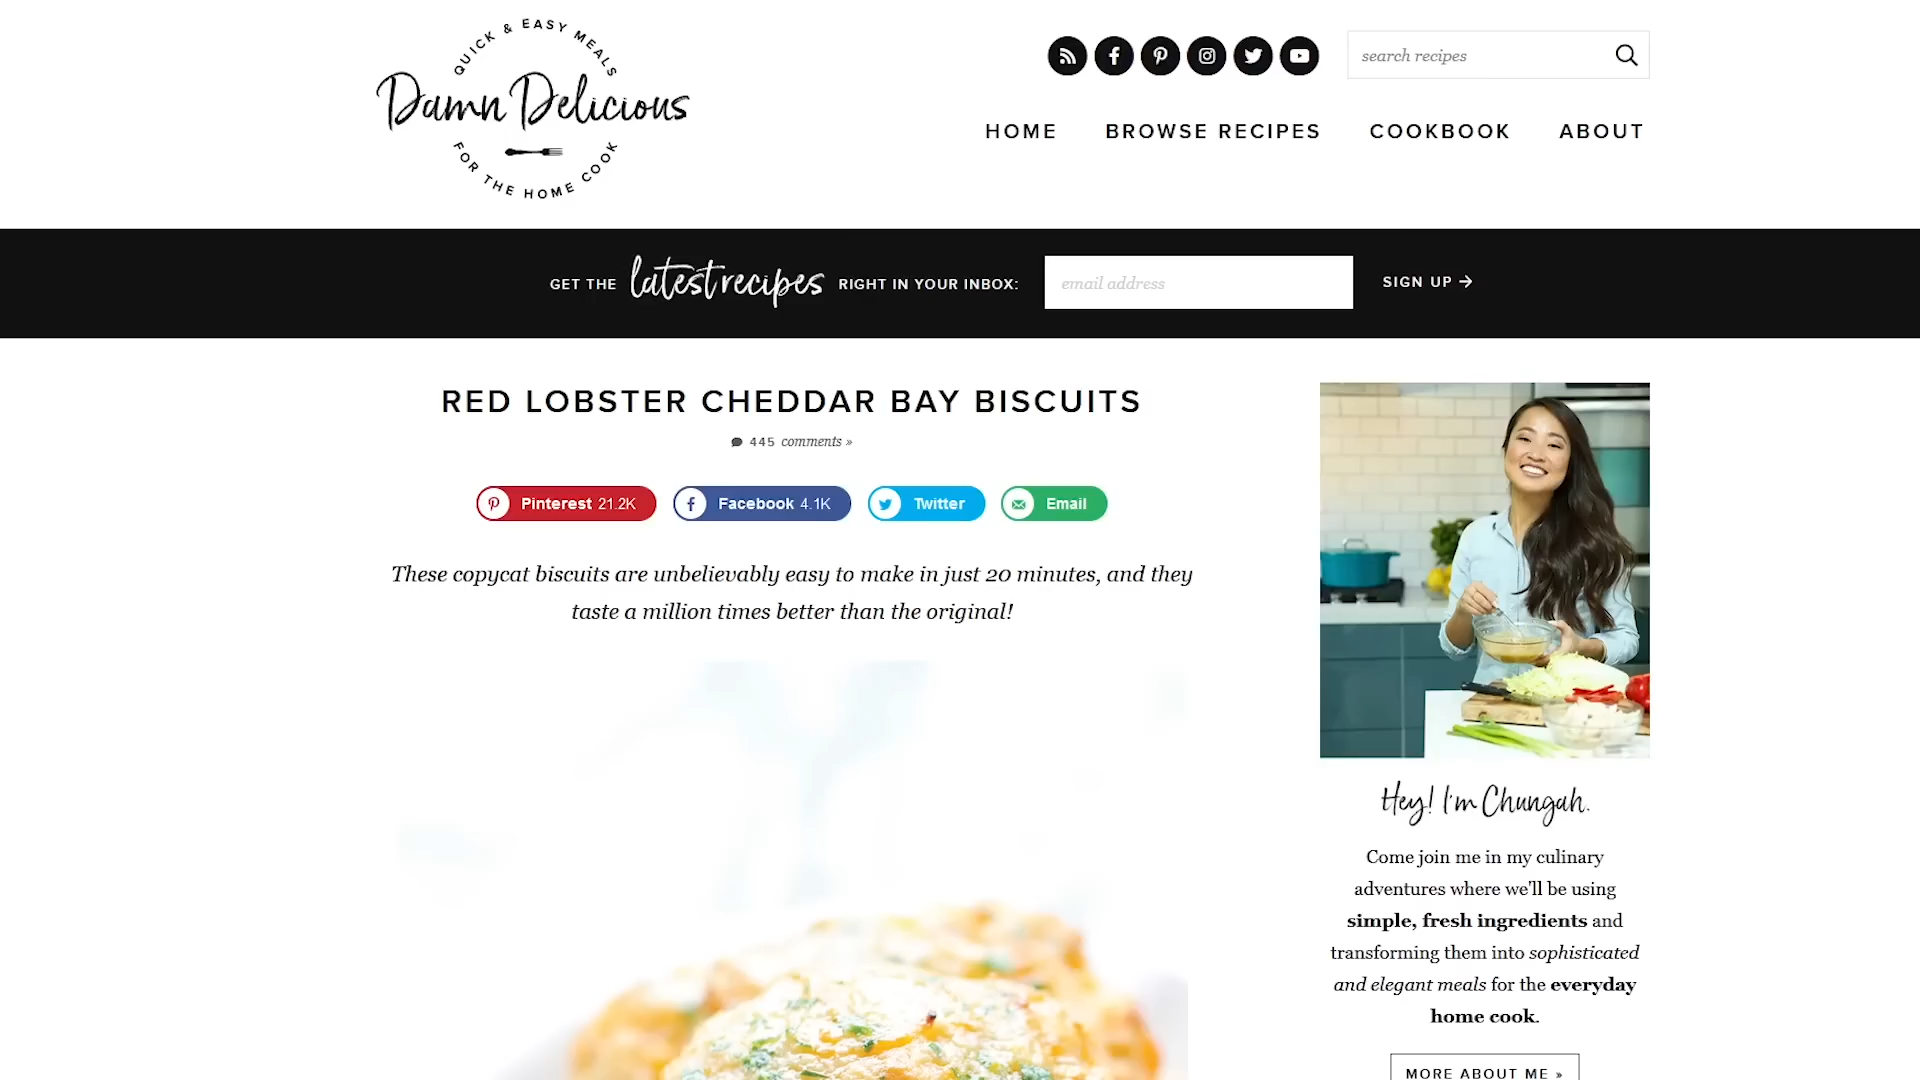 QUICK & EASY MEALS
Damn Delicious
FOR THE HOME COOK
search recipes
HOME
BROWSE RECIPES
COOKBOOK
ABOUT
GET THE latest recipes RIGHT IN YOUR INBOX:
email address
SIGN UP →
RED LOBSTER CHEDDAR BAY BISCUITS
445 comments »
Pinterest 21.2K
Facebook 4.1K
Twitter
Email
These copycat biscuits are unbelievably easy to make in just 20 minutes, and they
taste a million times better than the original!
Hey! I'm Chungah.
Come join me in my culinary
adventures where we'll be using
simple, fresh ingredients and
transforming them into sophisticated
and elegant meals for the everyday
home cook.
MORE ABOUT ME »